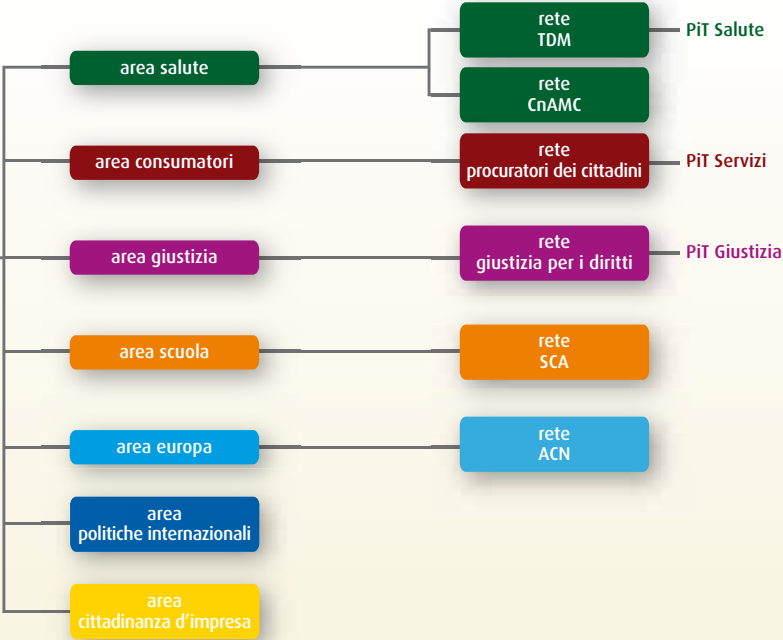 area salute
rete
TDM
PiT Salute
rete
CnAMC
area consumatori
rete
procuratori dei cittadini
PiT Servizi
area giustizia
rete
giustizia per i diritti
PiT Giustizia
area scuola
rete
SCA
area europa
rete
ACN
area
politiche internazionali
area
cittadinanza d'impresa